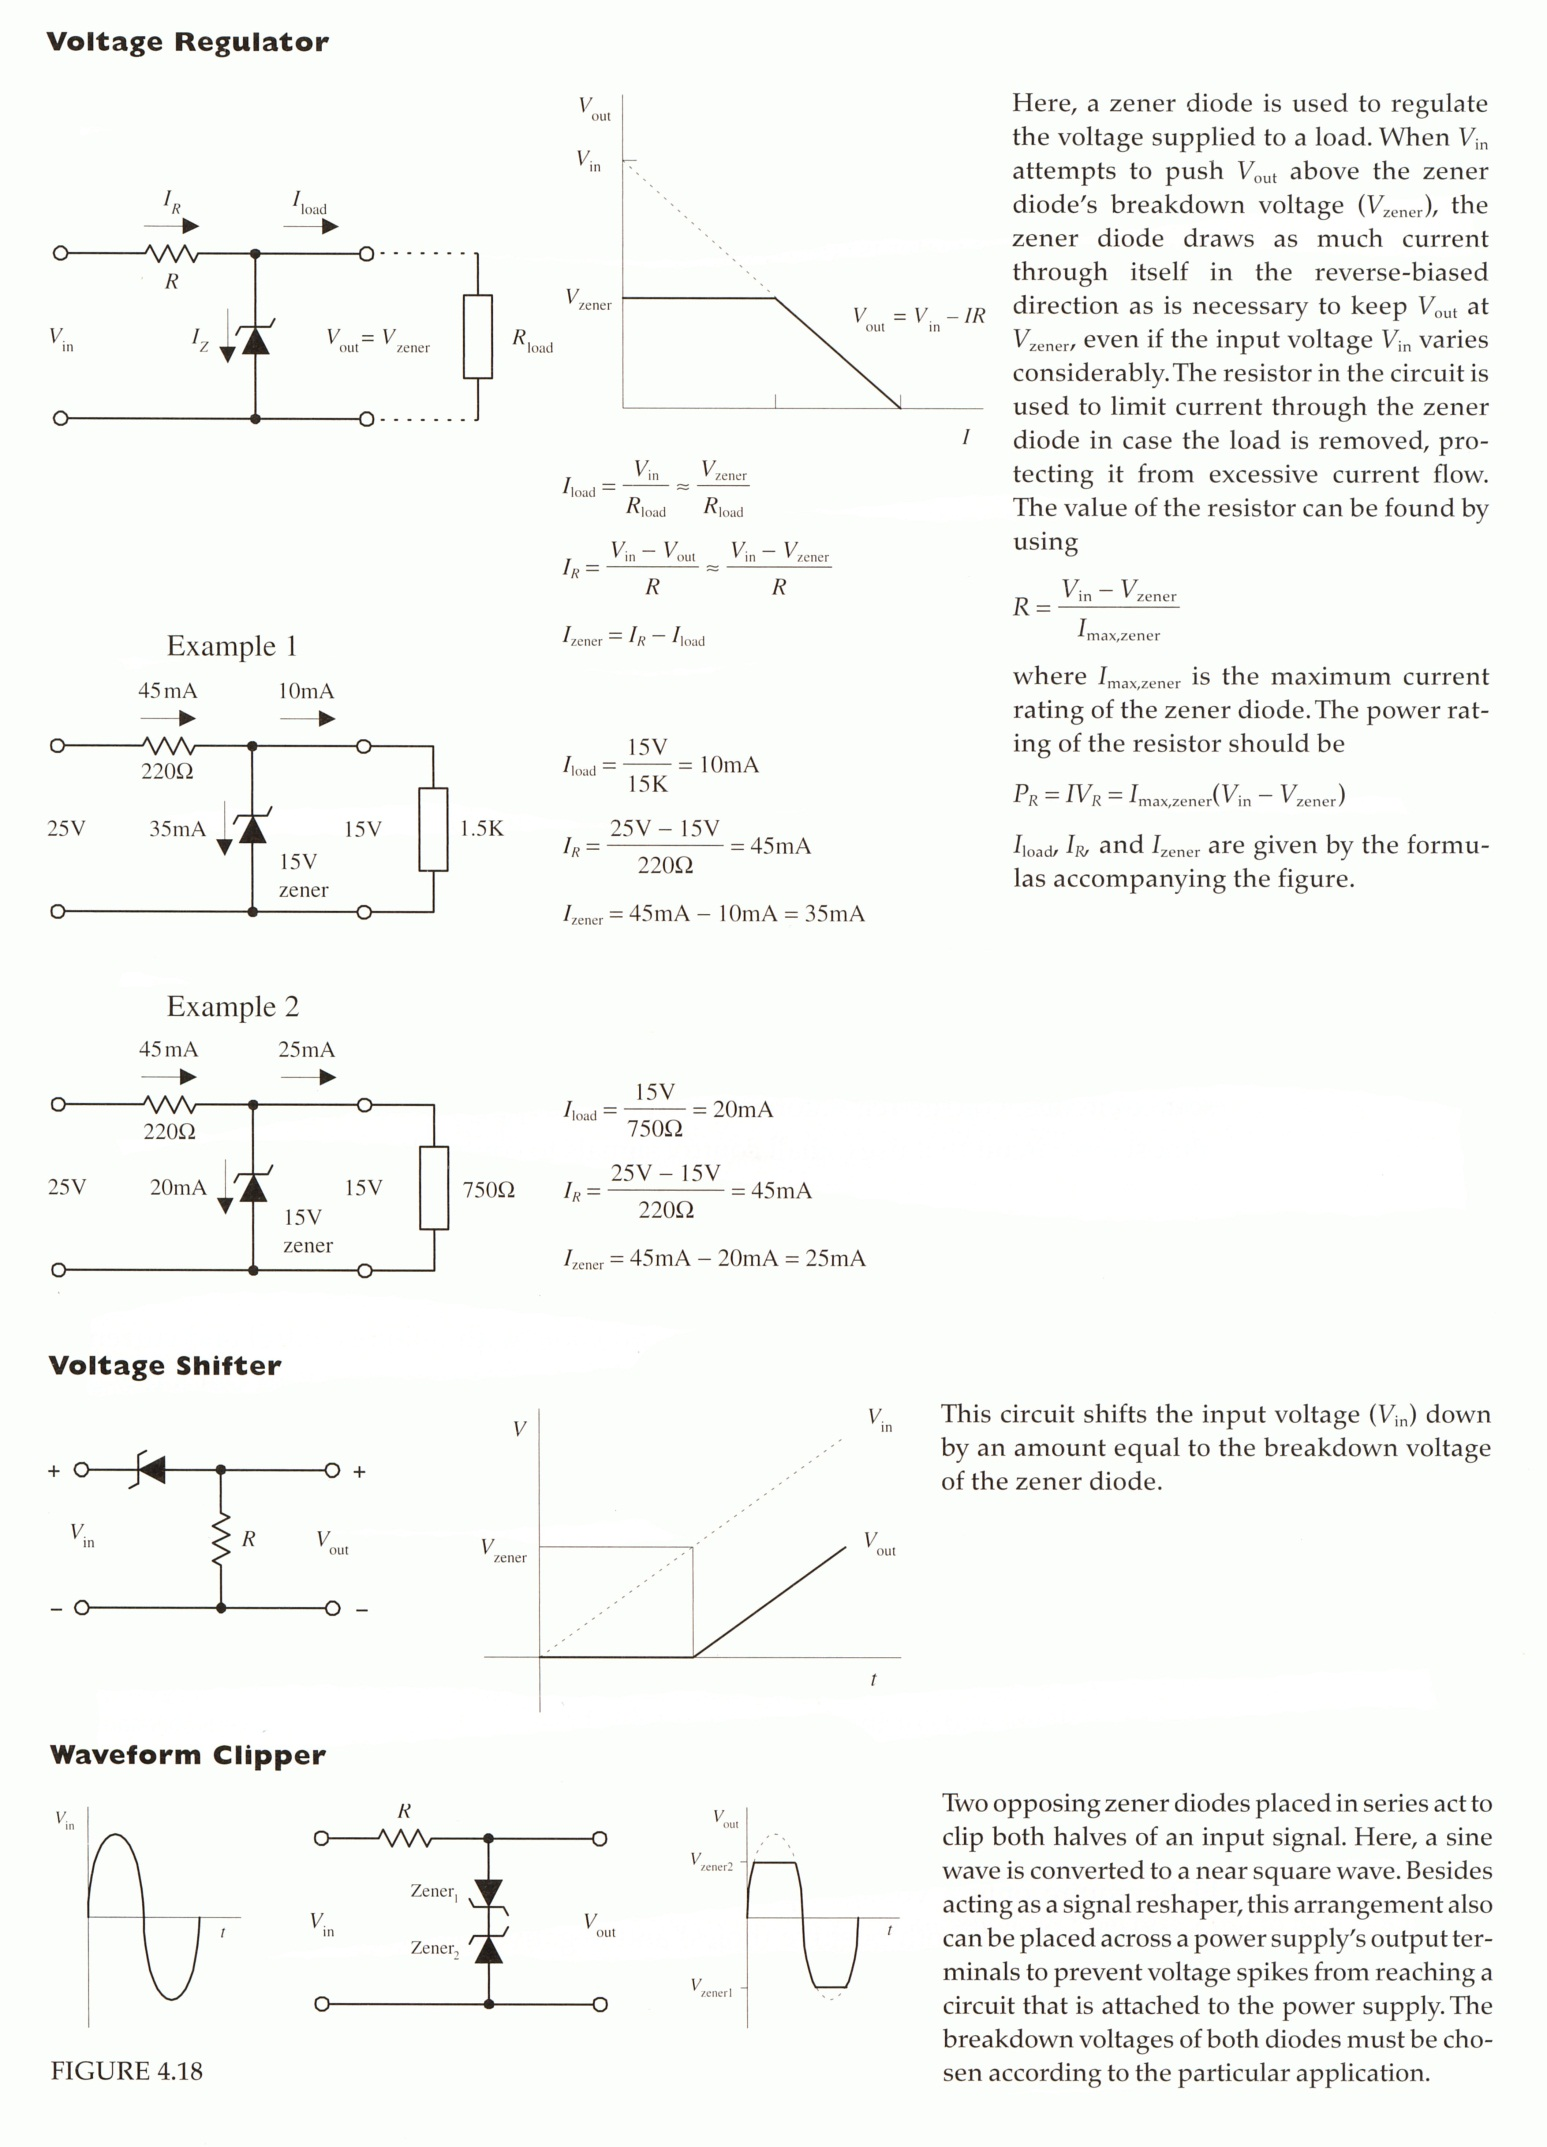 Voltage Regulator
V_out
V_in
V_zener
V_out = V_in − IR
I
I_R
I_load
R
V_in
I_Z
V_out = V_zener
R_load
I_load = V_in / R_load ≈ V_zener / R_load
I_R = (V_in − V_out) / R ≈ (V_in − V_zener) / R
I_zener = I_R − I_load
Here, a zener diode is used to regulate
the voltage supplied to a load. When V_in
attempts to push V_out above the zener
diode's breakdown voltage (V_zener), the
zener diode draws as much current
through itself in the reverse-biased
direction as is necessary to keep V_out at
V_zener, even if the input voltage V_in varies
considerably. The resistor in the circuit is
used to limit current through the zener
diode in case the load is removed, pro-
tecting it from excessive current flow.
The value of the resistor can be found by
using
R = (V_in − V_zener) / I_max,zener
where I_max,zener is the maximum current
rating of the zener diode. The power rat-
ing of the resistor should be
P_R = IV_R = I_max,zener(V_in − V_zener)
I_load, I_R, and I_zener are given by the formu-
las accompanying the figure.
Example 1
45mA
10mA
220Ω
25V
35mA
15V
1.5K
15V
zener
I_load = 15V / 15K = 10mA
I_R = 25V − 15V / 220Ω = 45mA
I_zener = 45mA − 10mA = 35mA
Example 2
45mA
25mA
220Ω
25V
20mA
15V
750Ω
15V
zener
I_load = 15V / 750Ω = 20mA
I_R = 25V − 15V / 220Ω = 45mA
I_zener = 45mA − 20mA = 25mA
Voltage Shifter
+
+
V_in
R
V_out
−
−
V
V_in
V_zener
V_out
t
This circuit shifts the input voltage (V_in) down
by an amount equal to the breakdown voltage
of the zener diode.
Waveform Clipper
V_in
t
R
Zener_1
V_in
V_out
Zener_2
V_out
V_zener2
t
V_zener1
Two opposing zener diodes placed in series act to
clip both halves of an input signal. Here, a sine
wave is converted to a near square wave. Besides
acting as a signal reshaper, this arrangement also
can be placed across a power supply's output ter-
minals to prevent voltage spikes from reaching a
circuit that is attached to the power supply. The
breakdown voltages of both diodes must be cho-
sen according to the particular application.
FIGURE 4.18